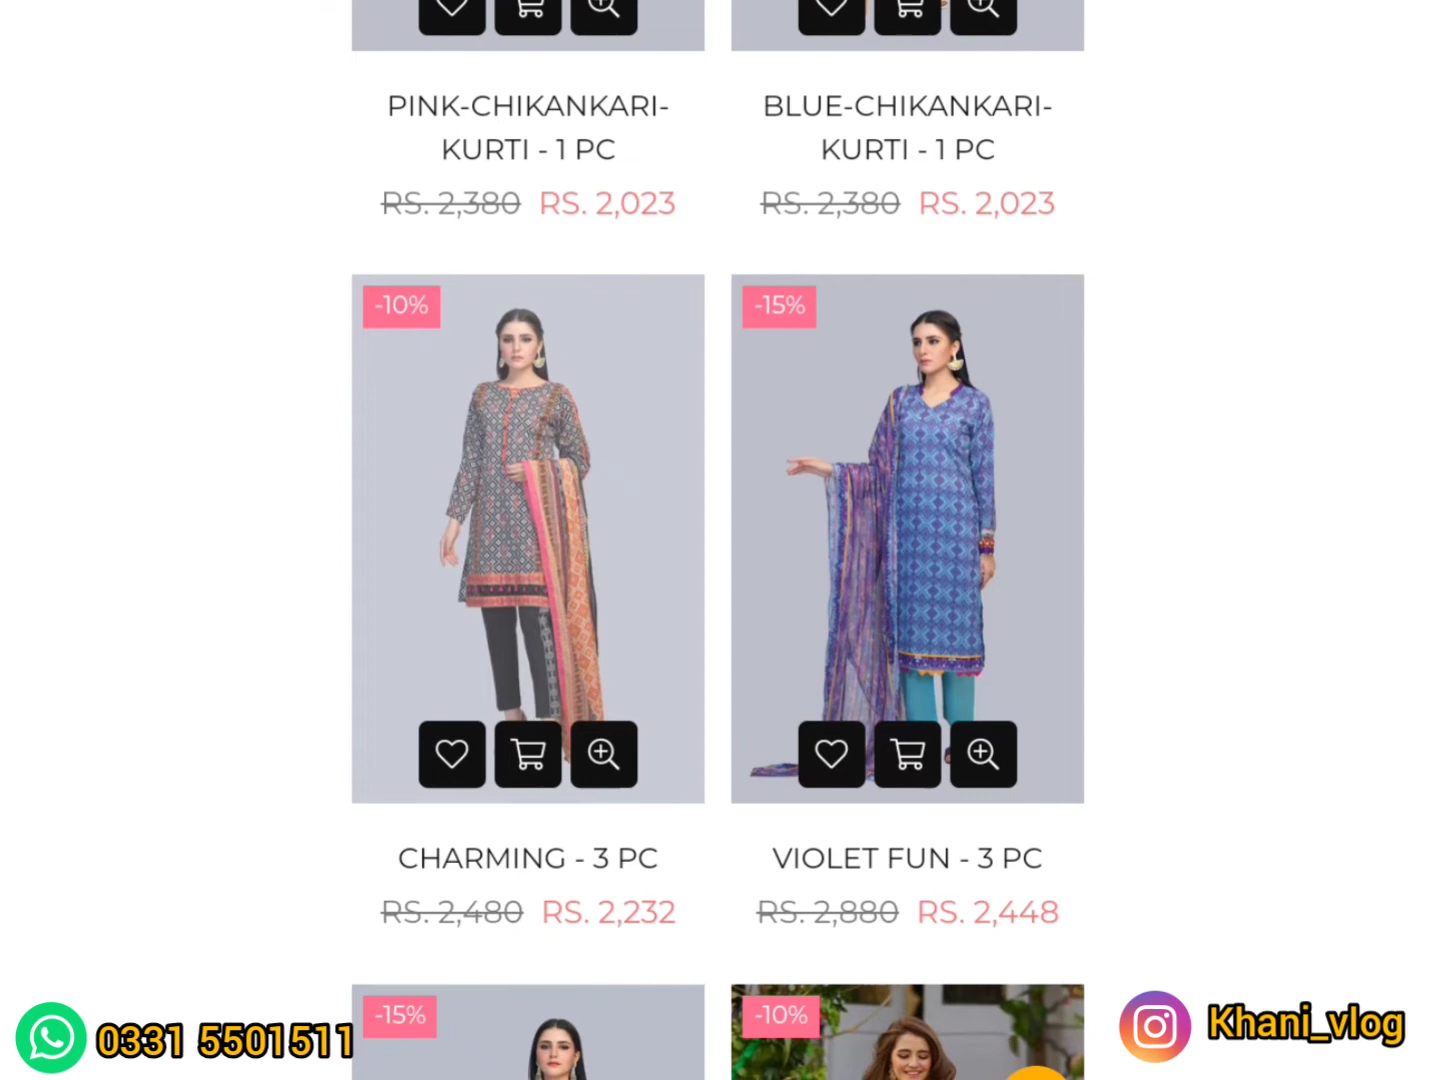 PINK-CHIKANKARI-
KURTI - 1 PC
RS. 2,380 RS. 2,023
BLUE-CHIKANKARI-
KURTI - 1 PC
RS. 2,380 RS. 2,023
-10%
-15%
CHARMING - 3 PC
RS. 2,480 RS. 2,232
VIOLET FUN - 3 PC
RS. 2,880 RS. 2,448
-15%
-10%
0331 5501511
Khani_vlog